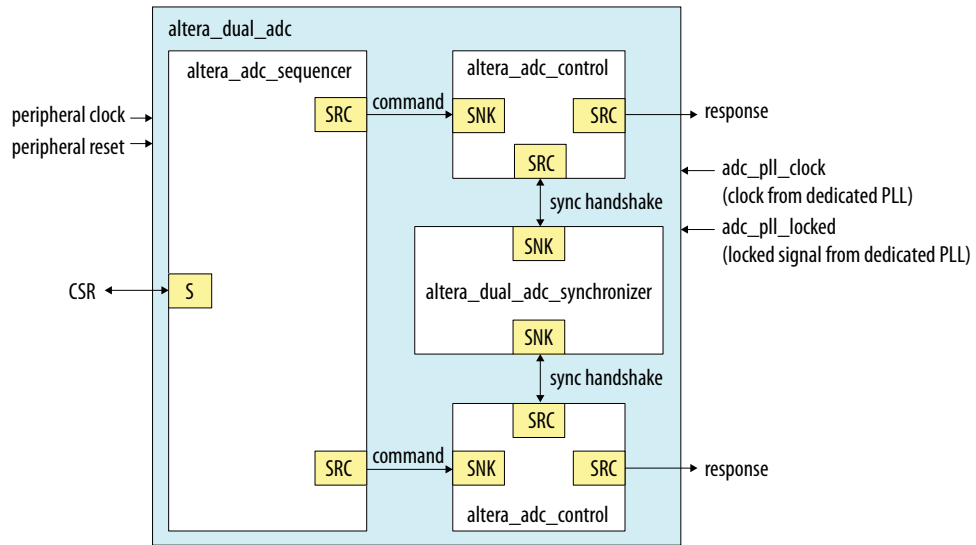 altera_dual_adc
altera_adc_sequencer
altera_adc_control
peripheral clock
peripheral reset
SRC
command
SNK
SRC
response
SRC
adc_pll_clock
(clock from dedicated PLL)
sync handshake
adc_pll_locked
(locked signal from dedicated PLL)
SNK
CSR
S
altera_dual_adc_synchronizer
SNK
sync handshake
SRC
SRC
command
SNK
SRC
response
altera_adc_control